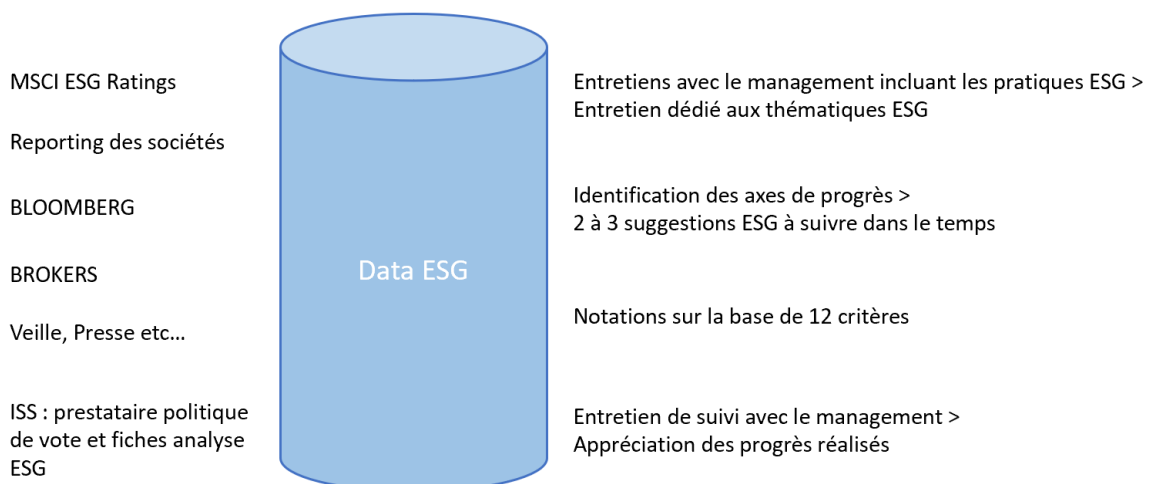 MSCI ESG Ratings
Reporting des sociétés
BLOOMBERG
BROKERS
Veille, Presse etc...
ISS : prestataire politique
de vote et fiches analyse
ESG
Data ESG
Entretiens avec le management incluant les pratiques ESG >
Entretien dédié aux thématiques ESG
Identification des axes de progrès >
2 à 3 suggestions ESG à suivre dans le temps
Notations sur la base de 12 critères
Entretien de suivi avec le management >
Appréciation des progrès réalisés